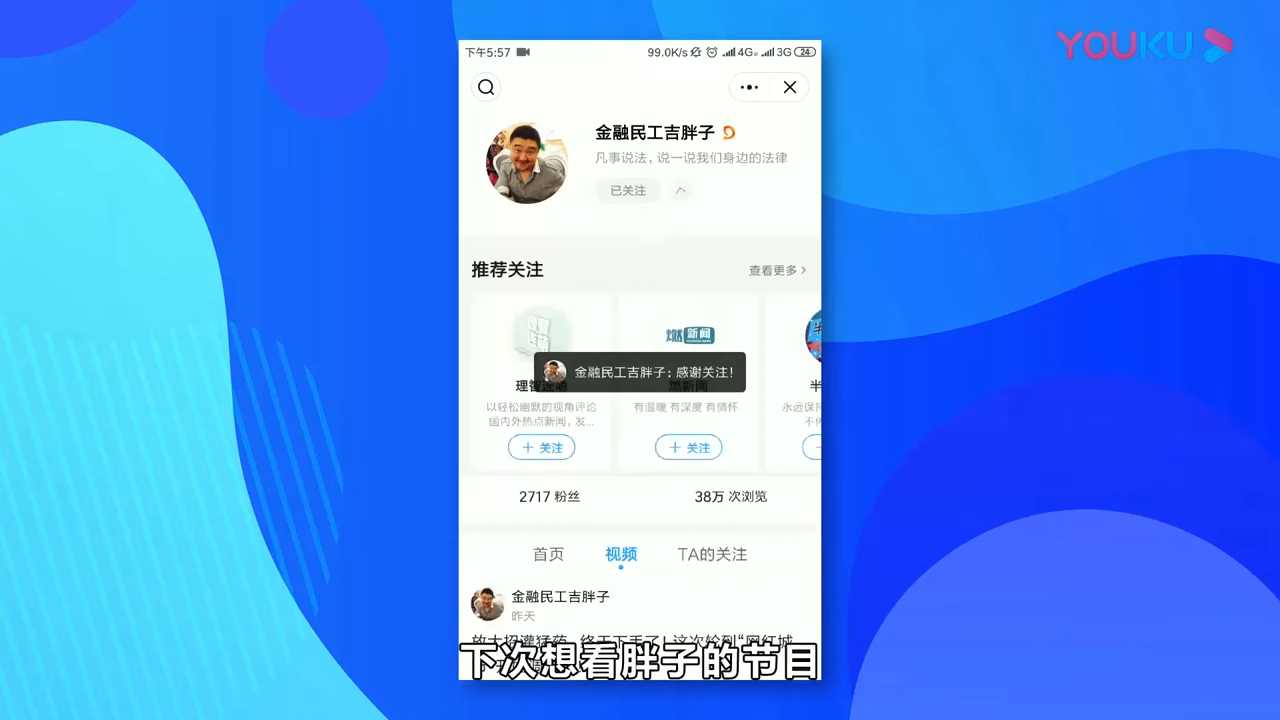 YOUKU
下午5:57 99.0K/s 4G 3G 24
金融民工吉胖子
凡事说法，说一说我们身边的法律
已关注
推荐关注 查看更多
燃新闻
金融民工吉胖子：感谢关注！
以轻松幽默的视角评论
国内外热点新闻，发...
有温暖 有深度 有情怀
永远保持
关注
关注
2717 粉丝 38万 次浏览
首页 视频 TA的关注
金融民工吉胖子
昨天
下次想看胖子的节目